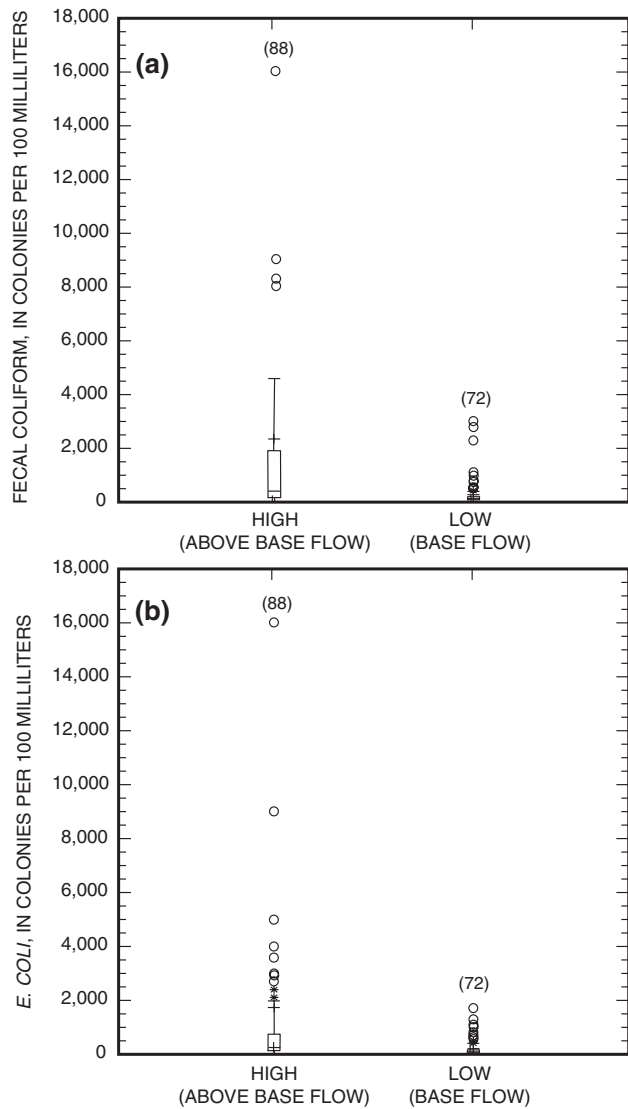 FECAL COLIFORM, IN COLONIES PER 100 MILLILITERS
18,000
16,000
14,000
12,000
10,000
8,000
6,000
4,000
2,000
0
(a)
(88)
(72)
HIGH
(ABOVE BASE FLOW)
LOW
(BASE FLOW)
E. COLI, IN COLONIES PER 100 MILLILITERS
18,000
16,000
14,000
12,000
10,000
8,000
6,000
4,000
2,000
0
(b)
(88)
(72)
HIGH
(ABOVE BASE FLOW)
LOW
(BASE FLOW)